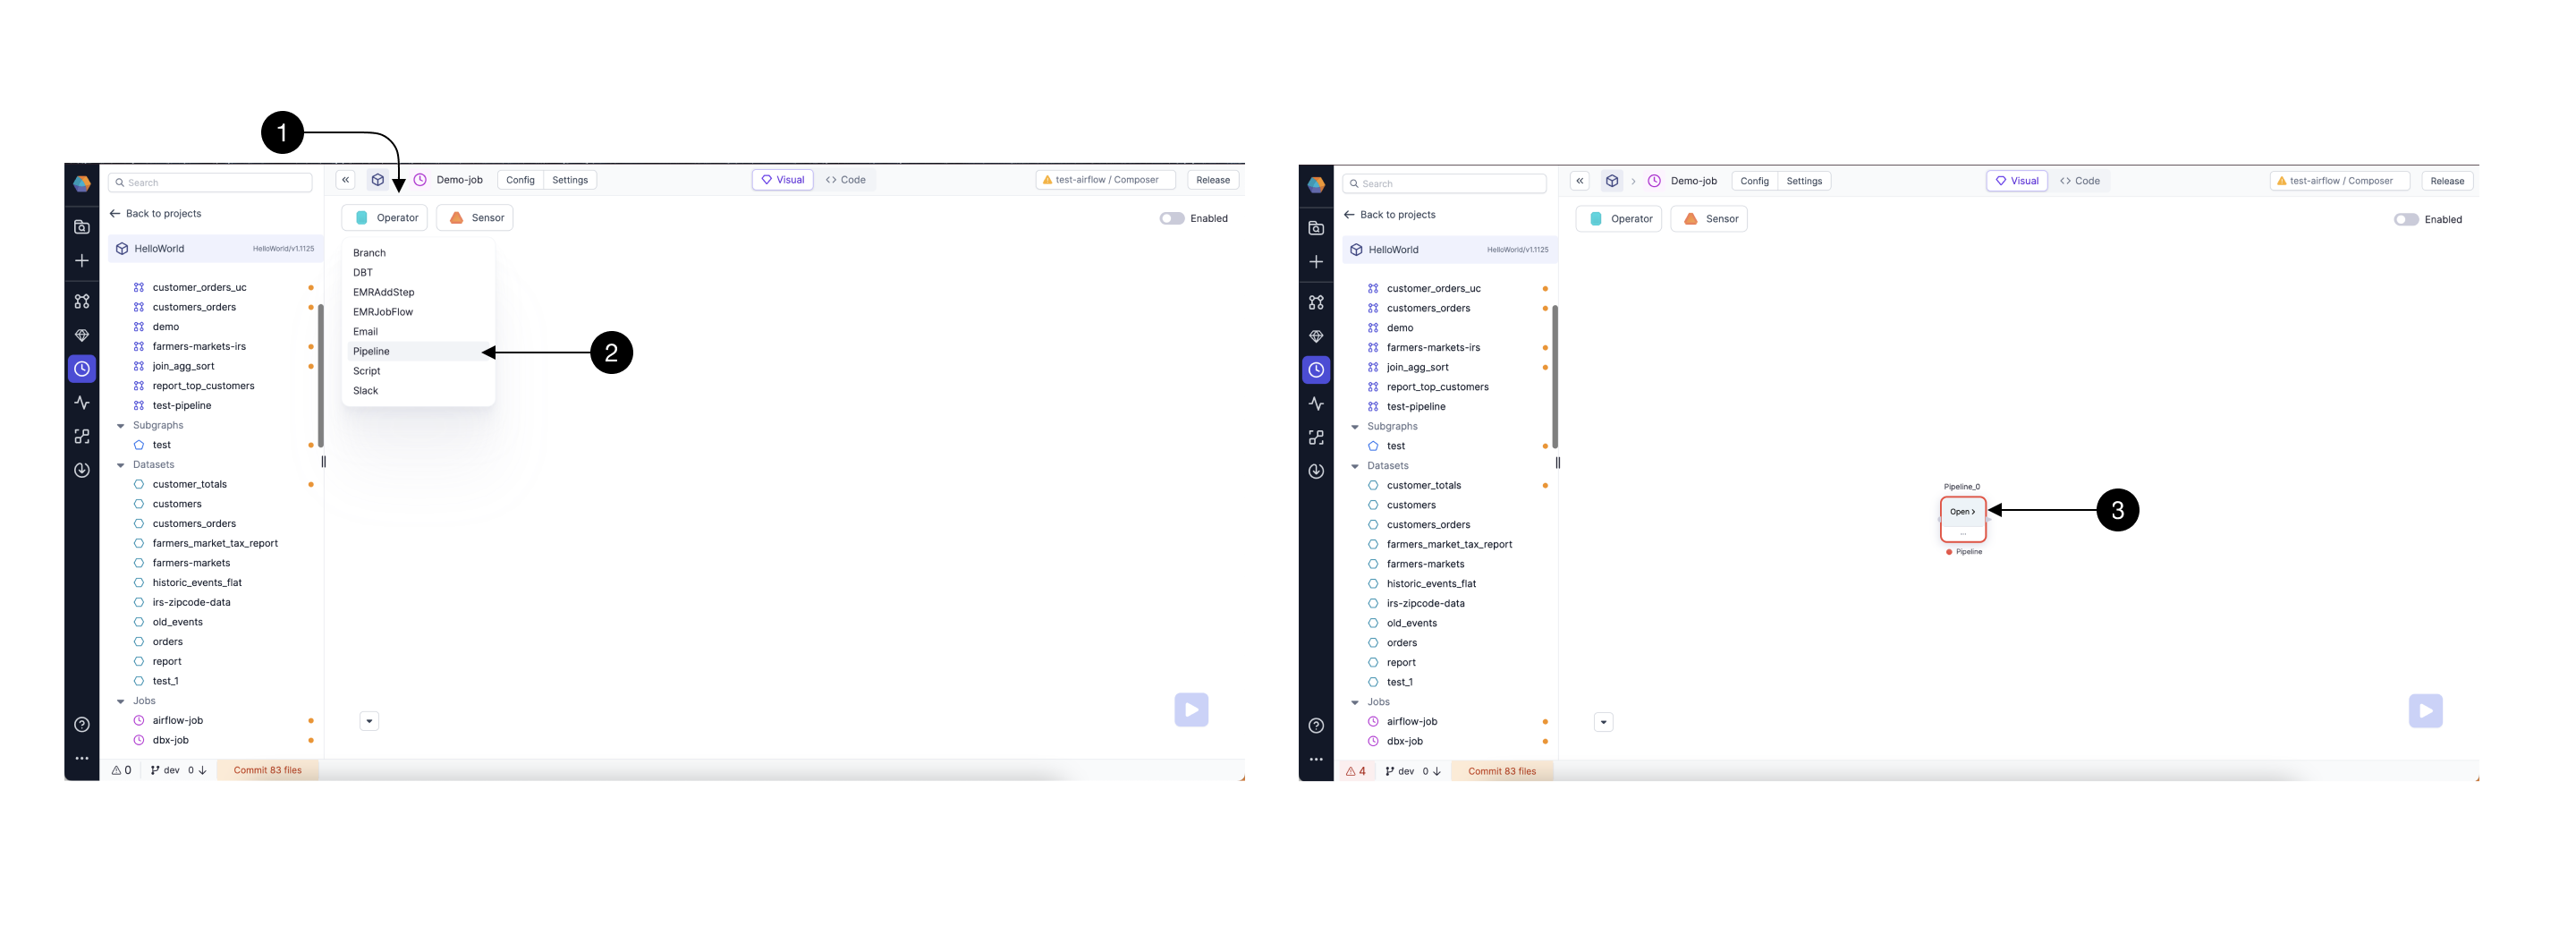 1
Search
Demo-job
Config
Settings
Visual
<> Code
test-airflow / Composer
Release
Back to projects
Operator
Sensor
Enabled
HelloWorld
HelloWorld/v1.1125
Branch
DBT
EMRAddStep
EMRJobFlow
Email
Pipeline
Script
Slack
2
customer_orders_uc
customers_orders
demo
farmers-markets-irs
join_agg_sort
report_top_customers
test-pipeline
Subgraphs
test
Datasets
customer_totals
customers
customers_orders
farmers_market_tax_report
farmers-markets
historic_events_flat
irs-zipcode-data
old_events
orders
report
test_1
Jobs
airflow-job
dbx-job
0
dev
0
Commit 83 files
Search
Demo-job
Config
Settings
Visual
<> Code
test-airflow / Composer
Release
Back to projects
Operator
Sensor
Enabled
HelloWorld
HelloWorld/v1.1125
customer_orders_uc
customers_orders
demo
farmers-markets-irs
join_agg_sort
report_top_customers
test-pipeline
Subgraphs
test
Datasets
customer_totals
customers
customers_orders
farmers_market_tax_report
farmers-markets
historic_events_flat
irs-zipcode-data
old_events
orders
report
test_1
Jobs
airflow-job
dbx-job
Pipeline_0
Open >
...
Pipeline
3
4
dev
0
Commit 83 files